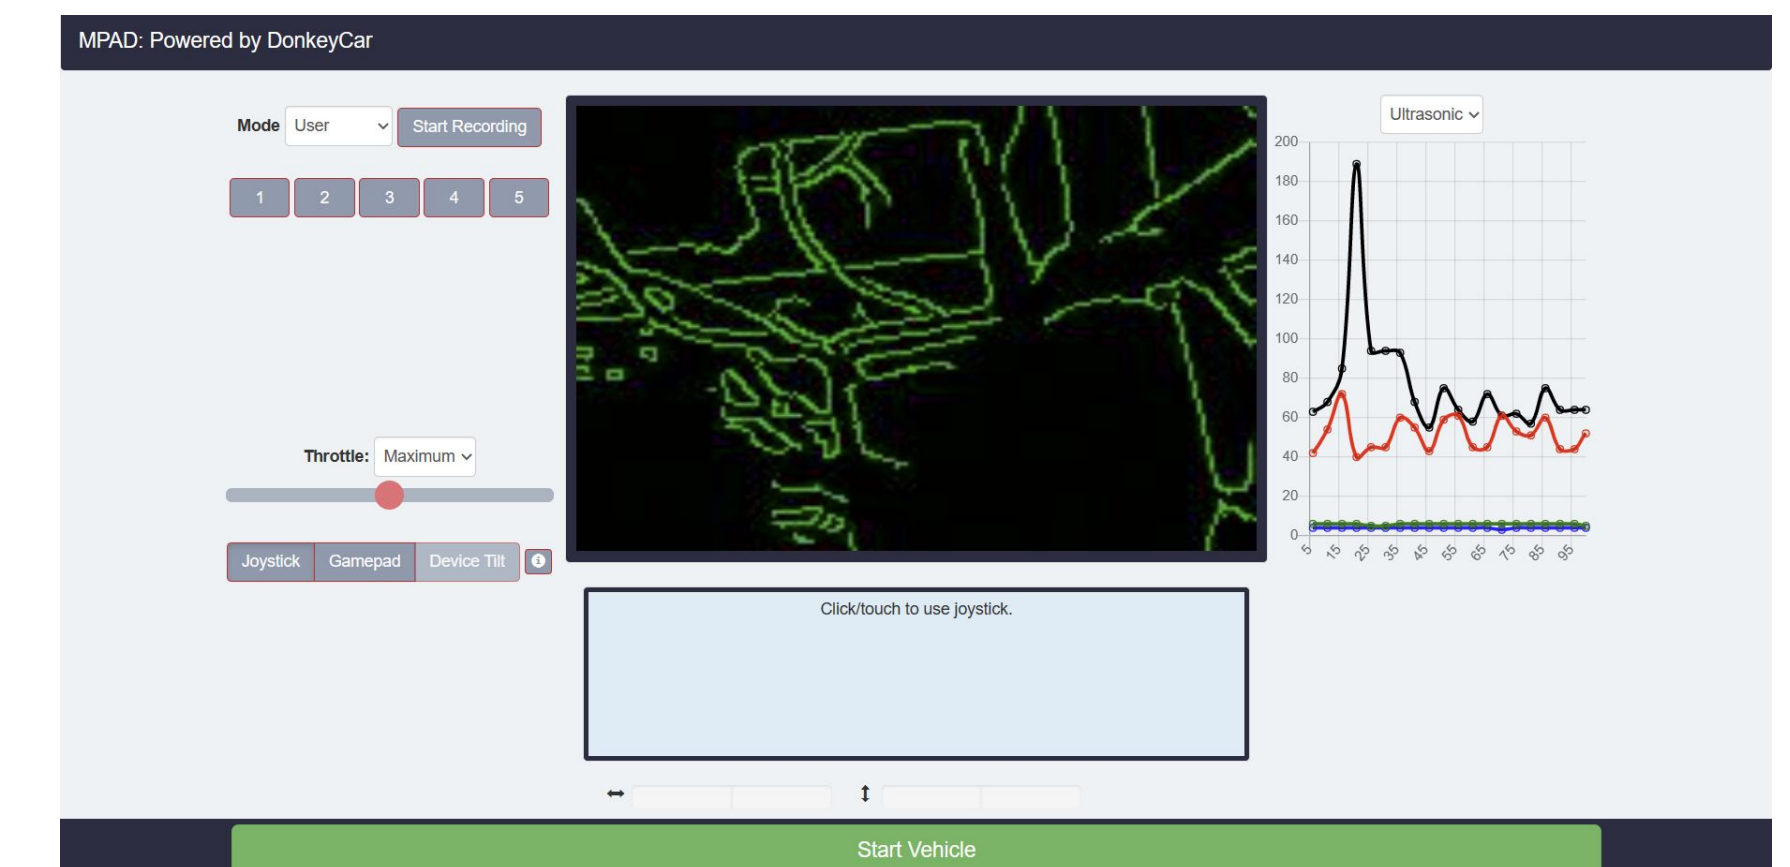 MPAD: Powered by DonkeyCar
Mode User Start Recording
1 2 3 4 5
Throttle: Maximum
Joystick Gamepad Device Tilt
Click/touch to use joystick.
Ultrasonic
200
180
160
140
120
100
80
60
40
20
0
5 15 25 35 45 55 65 75 85 95
Start Vehicle